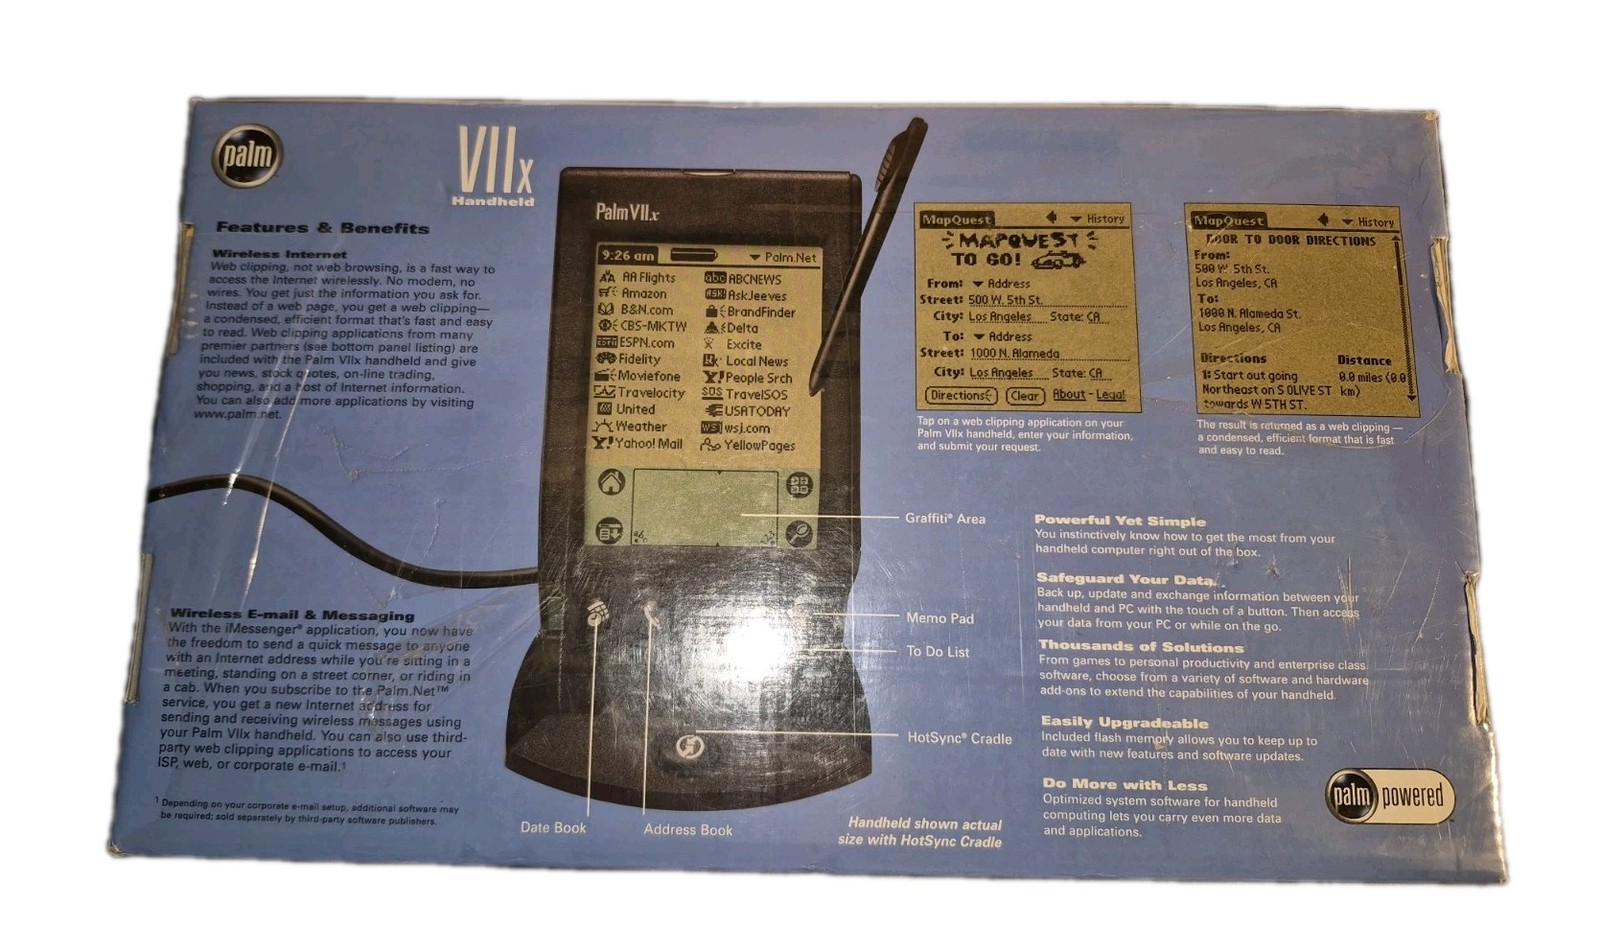 palm
VIIx
Handheld
Features & Benefits
Wireless Internet
Web clipping, not web browsing, is a fast way to
access the Internet wirelessly. No modem, no
wires. You get just the information you ask for.
Instead of a web page, you get a web clipping—
a condensed, efficient format that's fast and easy
to read. Web clipping applications from many
premier partners (see bottom panel listing) are
included with the Palm VIIx handheld and give
you news, stock quotes, on-line trading,
shopping, and a host of Internet information.
You can also add more applications by visiting
www.palm.net.
Wireless E-mail & Messaging
With the iMessenger® application, you now have
the freedom to send a quick message to anyone
with an Internet address while you're sitting in a
meeting, standing on a street corner, or riding in
a cab. When you subscribe to the Palm.Net™
service, you get a new Internet address for
sending and receiving wireless messages using
your Palm VIIx handheld. You can also use third-
party web clipping applications to access your
ISP, web, or corporate e-mail.¹
¹ Depending on your corporate e-mail setup, additional software may
be required; sold separately by third-party software publishers.
PalmVIIx
9:26 am Palm.Net
AA Flights abc ABCNEWS
Amazon ask! AskJeeves
B&N.com BrandFinder
CBS-MKTW Delta
ESPN ESPN.com Excite
Fidelity Local News
Moviefone Y! People Srch
Travelocity SOS TravelSOS
United USATODAY
Weather WSJ wsj.com
Y! Yahoo! Mail YellowPages
Graffiti® Area
Memo Pad
To Do List
HotSync® Cradle
Date Book
Address Book
Handheld shown actual
size with HotSync Cradle
MapQuest History
MAPQUEST
TO GO!
From: Address
Street: 500 W. 5th St.
City: Los Angeles State: CA
To: Address
Street: 1000 N. Alameda
City: Los Angeles State: CA
Directions Clear About - Legal
Tap on a web clipping application on your
Palm VIIx handheld, enter your information,
and submit your request.
MapQuest History
DOOR TO DOOR DIRECTIONS
From:
500 W. 5th St.
Los Angeles, CA
To:
1000 N. Alameda St.
Los Angeles, CA
Directions Distance
1: Start out going 0.0 miles (0.0
Northeast on S OLIVE ST km)
towards W 5TH ST.
The result is returned as a web clipping —
a condensed, efficient format that is fast
and easy to read.
Powerful Yet Simple
You instinctively know how to get the most from your
handheld computer right out of the box.
Safeguard Your Data.
Back up, update and exchange information between your
handheld and PC with the touch of a button. Then access
your data from your PC or while on the go.
Thousands of Solutions
From games to personal productivity and enterprise class
software, choose from a variety of software and hardware
add-ons to extend the capabilities of your handheld.
Easily Upgradeable
Included flash memory allows you to keep up to
date with new features and software updates.
Do More with Less
Optimized system software for handheld
computing lets you carry even more data
and applications.
palm powered